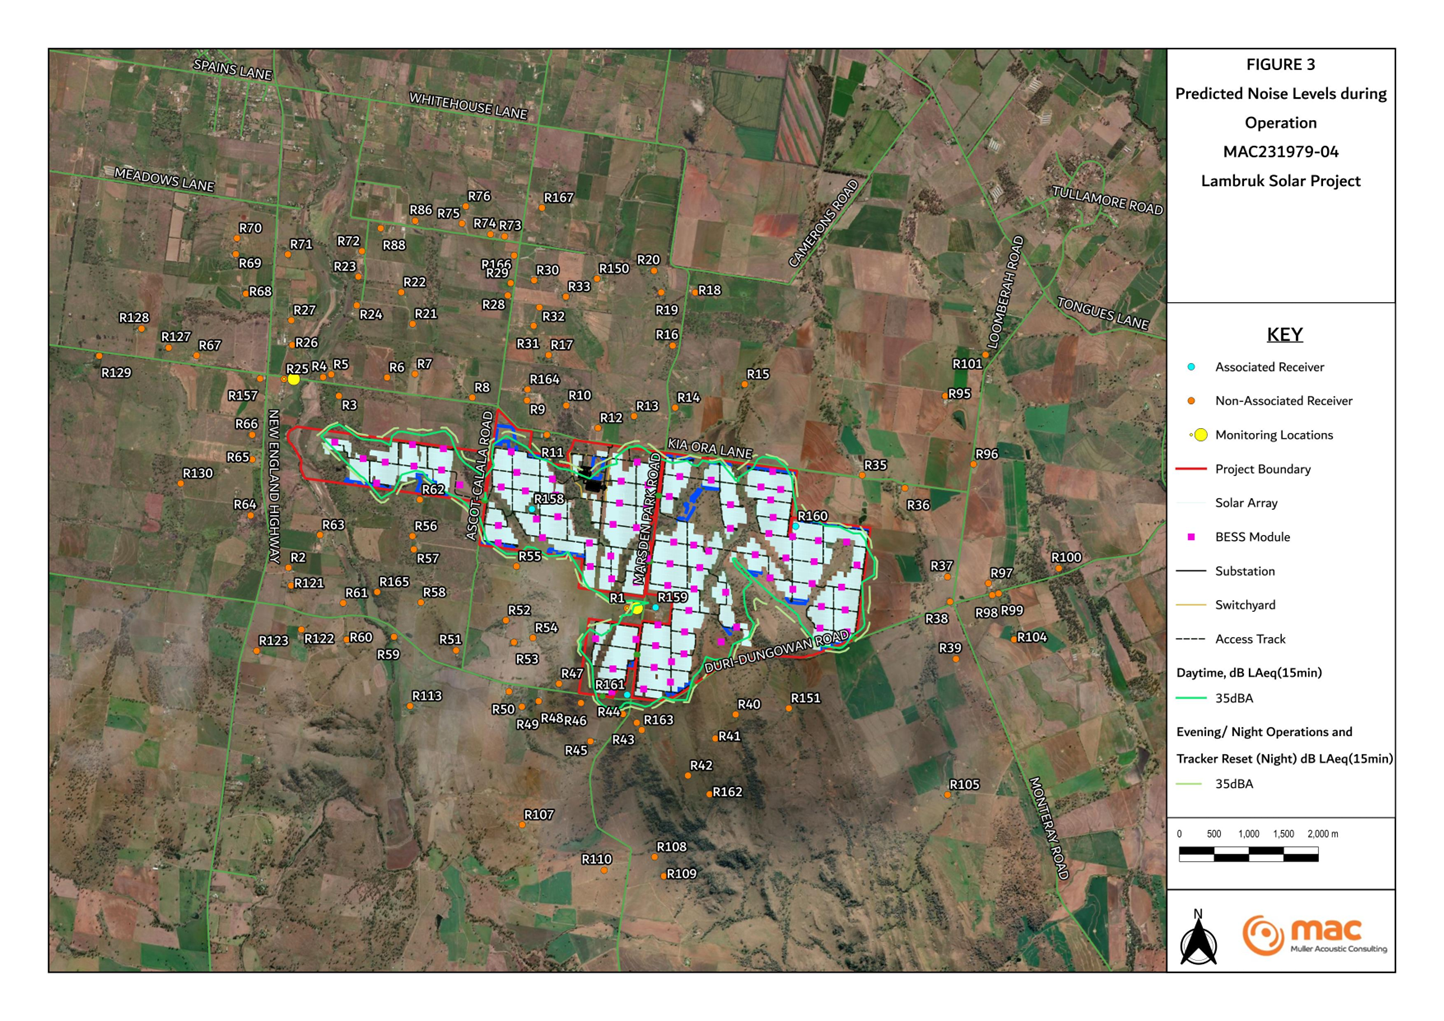 SPAINS LANE
WHITEHOUSE LANE
MEADOWS LANE
CAMERONS ROAD
TULLAMORE ROAD
TONGUES LANE
LOOMBERAH ROAD
NEW ENGLAND HIGHWAY
ASCOT-CALALA ROAD
KIA ORA LANE
MARSDEN PARK ROAD
DURI-DUNGOWAN ROAD
MONTERAY ROAD
R76
R167
R86
R75
R74
R73
R70
R71
R72
R88
R69
R23
R166
R29
R30
R150
R20
R68
R22
R33
R18
R28
R27
R24
R21
R32
R19
R128
R127
R67
R26
R31
R17
R16
R129
R25
R4
R5
R6
R7
R164
R15
R101
R157
R3
R8
R9
R10
R13
R14
R95
R66
R12
R65
R11
R35
R96
R130
R62
R158
R36
R64
R63
R56
R160
R2
R57
R55
R37
R97
R100
R121
R165
R61
R58
R1
R159
R98
R99
R38
R123
R122
R60
R59
R51
R52
R54
R53
R104
R39
R47
R161
R113
R50
R49
R48
R46
R44
R163
R40
R151
R45
R43
R41
R42
R162
R105
R107
R110
R108
R109
FIGURE 3
Predicted Noise Levels during
Operation
MAC231979-04
Lambruk Solar Project
KEY
Associated Receiver
Non-Associated Receiver
Monitoring Locations
Project Boundary
Solar Array
BESS Module
Substation
Switchyard
Access Track
Daytime, dB LAeq(15min)
35dBA
Evening/ Night Operations and
Tracker Reset (Night) dB LAeq(15min)
35dBA
0 500 1,000 1,500 2,000 m
N
mac
Muller Acoustic Consulting